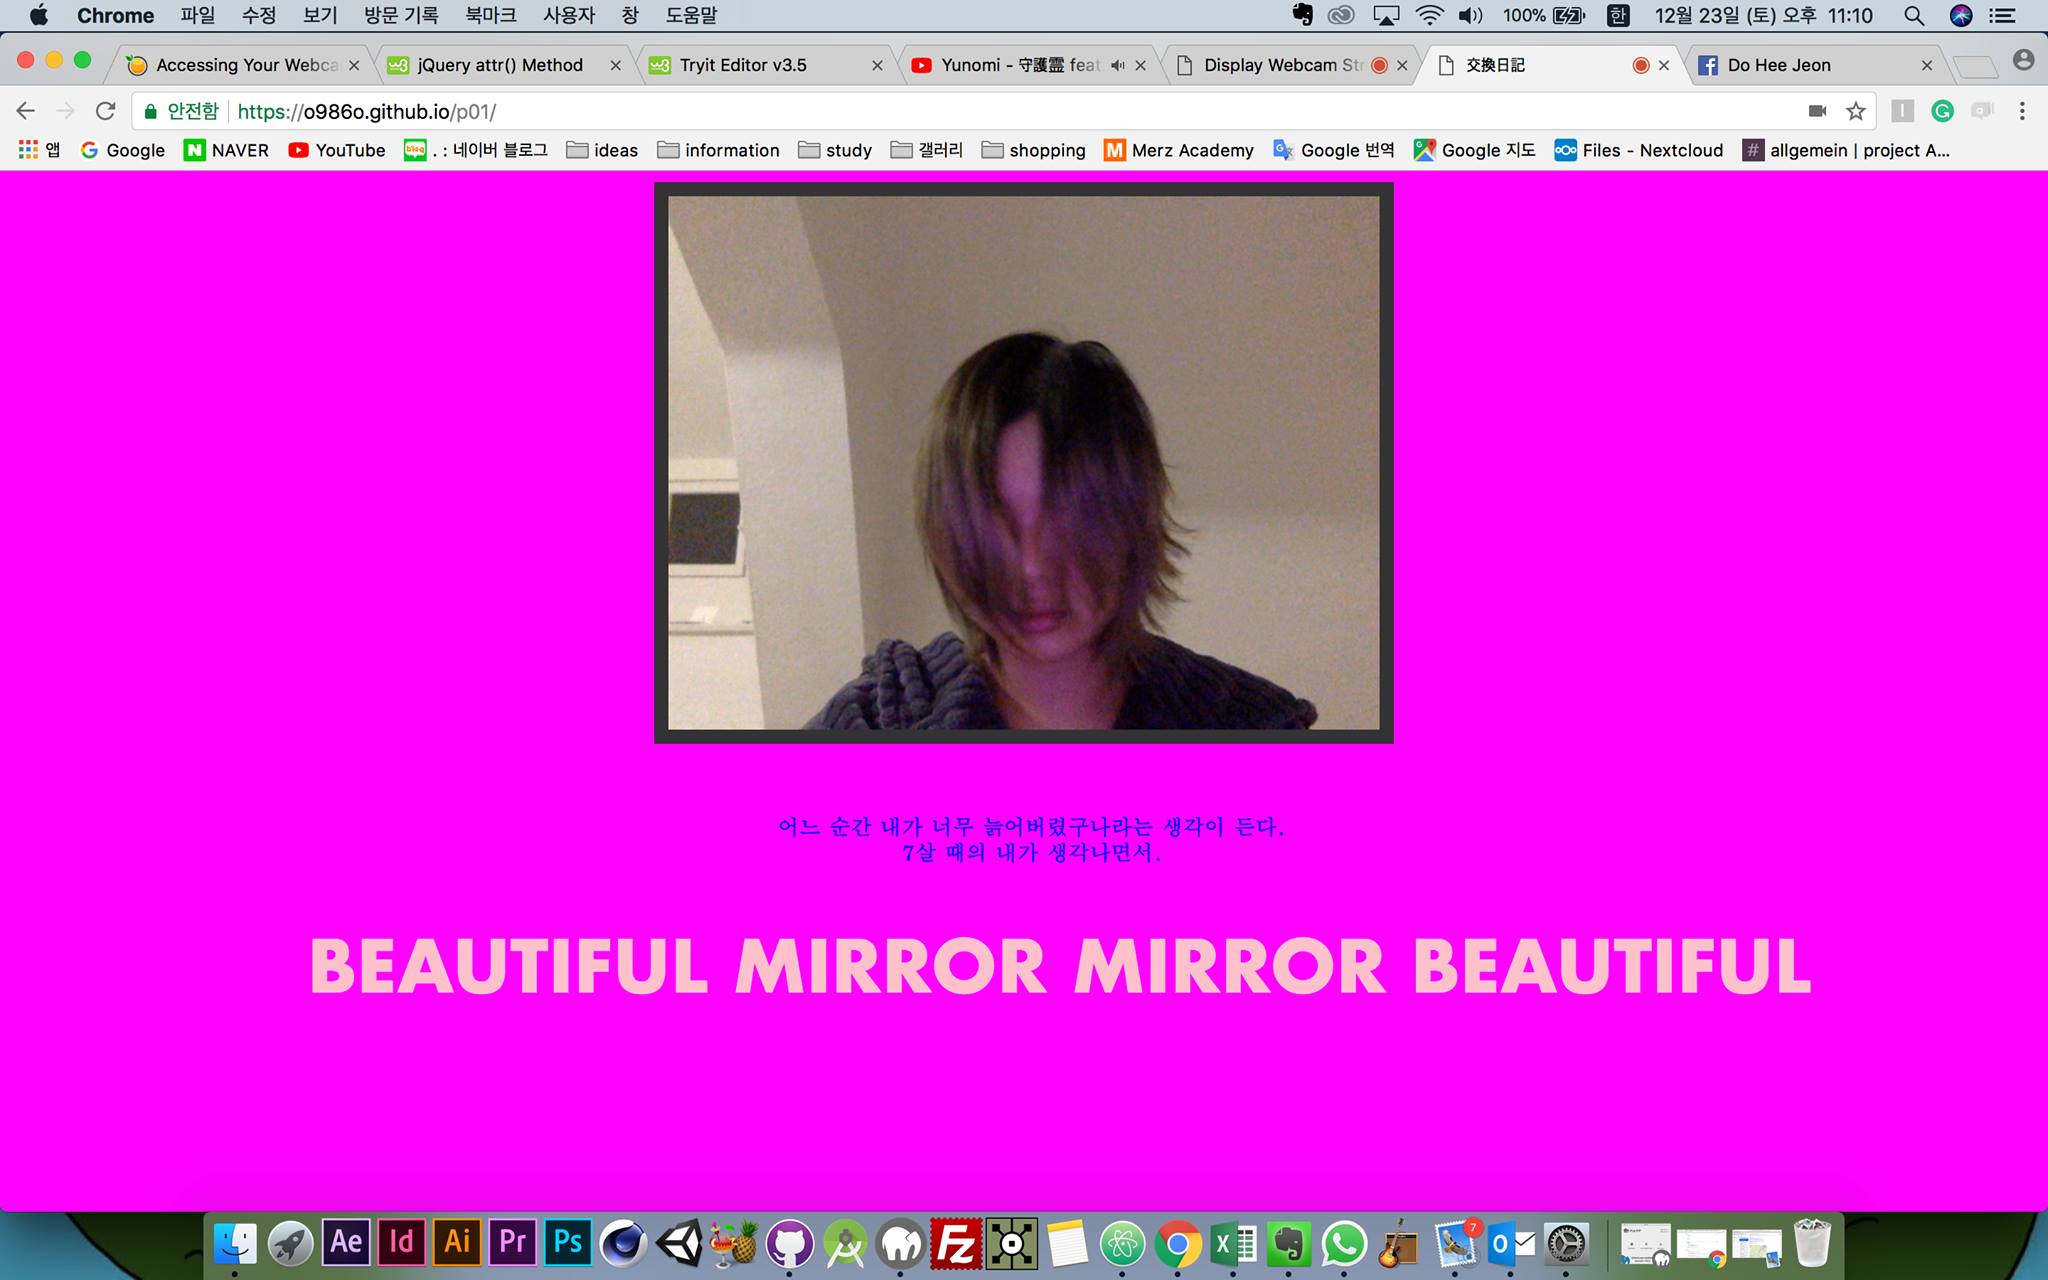 Chrome 파일 수정 보기 방문 기록 북마크 사용자 창 도움말 100% 한 12월 23일 (토) 오후 11:10
Accessing Your Webca jQuery attr() Method Tryit Editor v3.5 Yunomi - 守護霊 feat Display Webcam Str 交換日記 Do Hee Jeon
안전함 https://o986o.github.io/p01/
앱 Google NAVER YouTube blog . : 네이버 블로그 ideas information study 갤러리 shopping Merz Academy Google 번역 Google 지도 Files - Nextcloud # allgemein | project A...
어느 순간 내가 너무 늙어버렸구나라는 생각이 든다.
7살 때의 내가 생각나면서.
BEAUTIFUL MIRROR MIRROR BEAUTIFUL
Ae Id Ai Pr Ps Fz 7